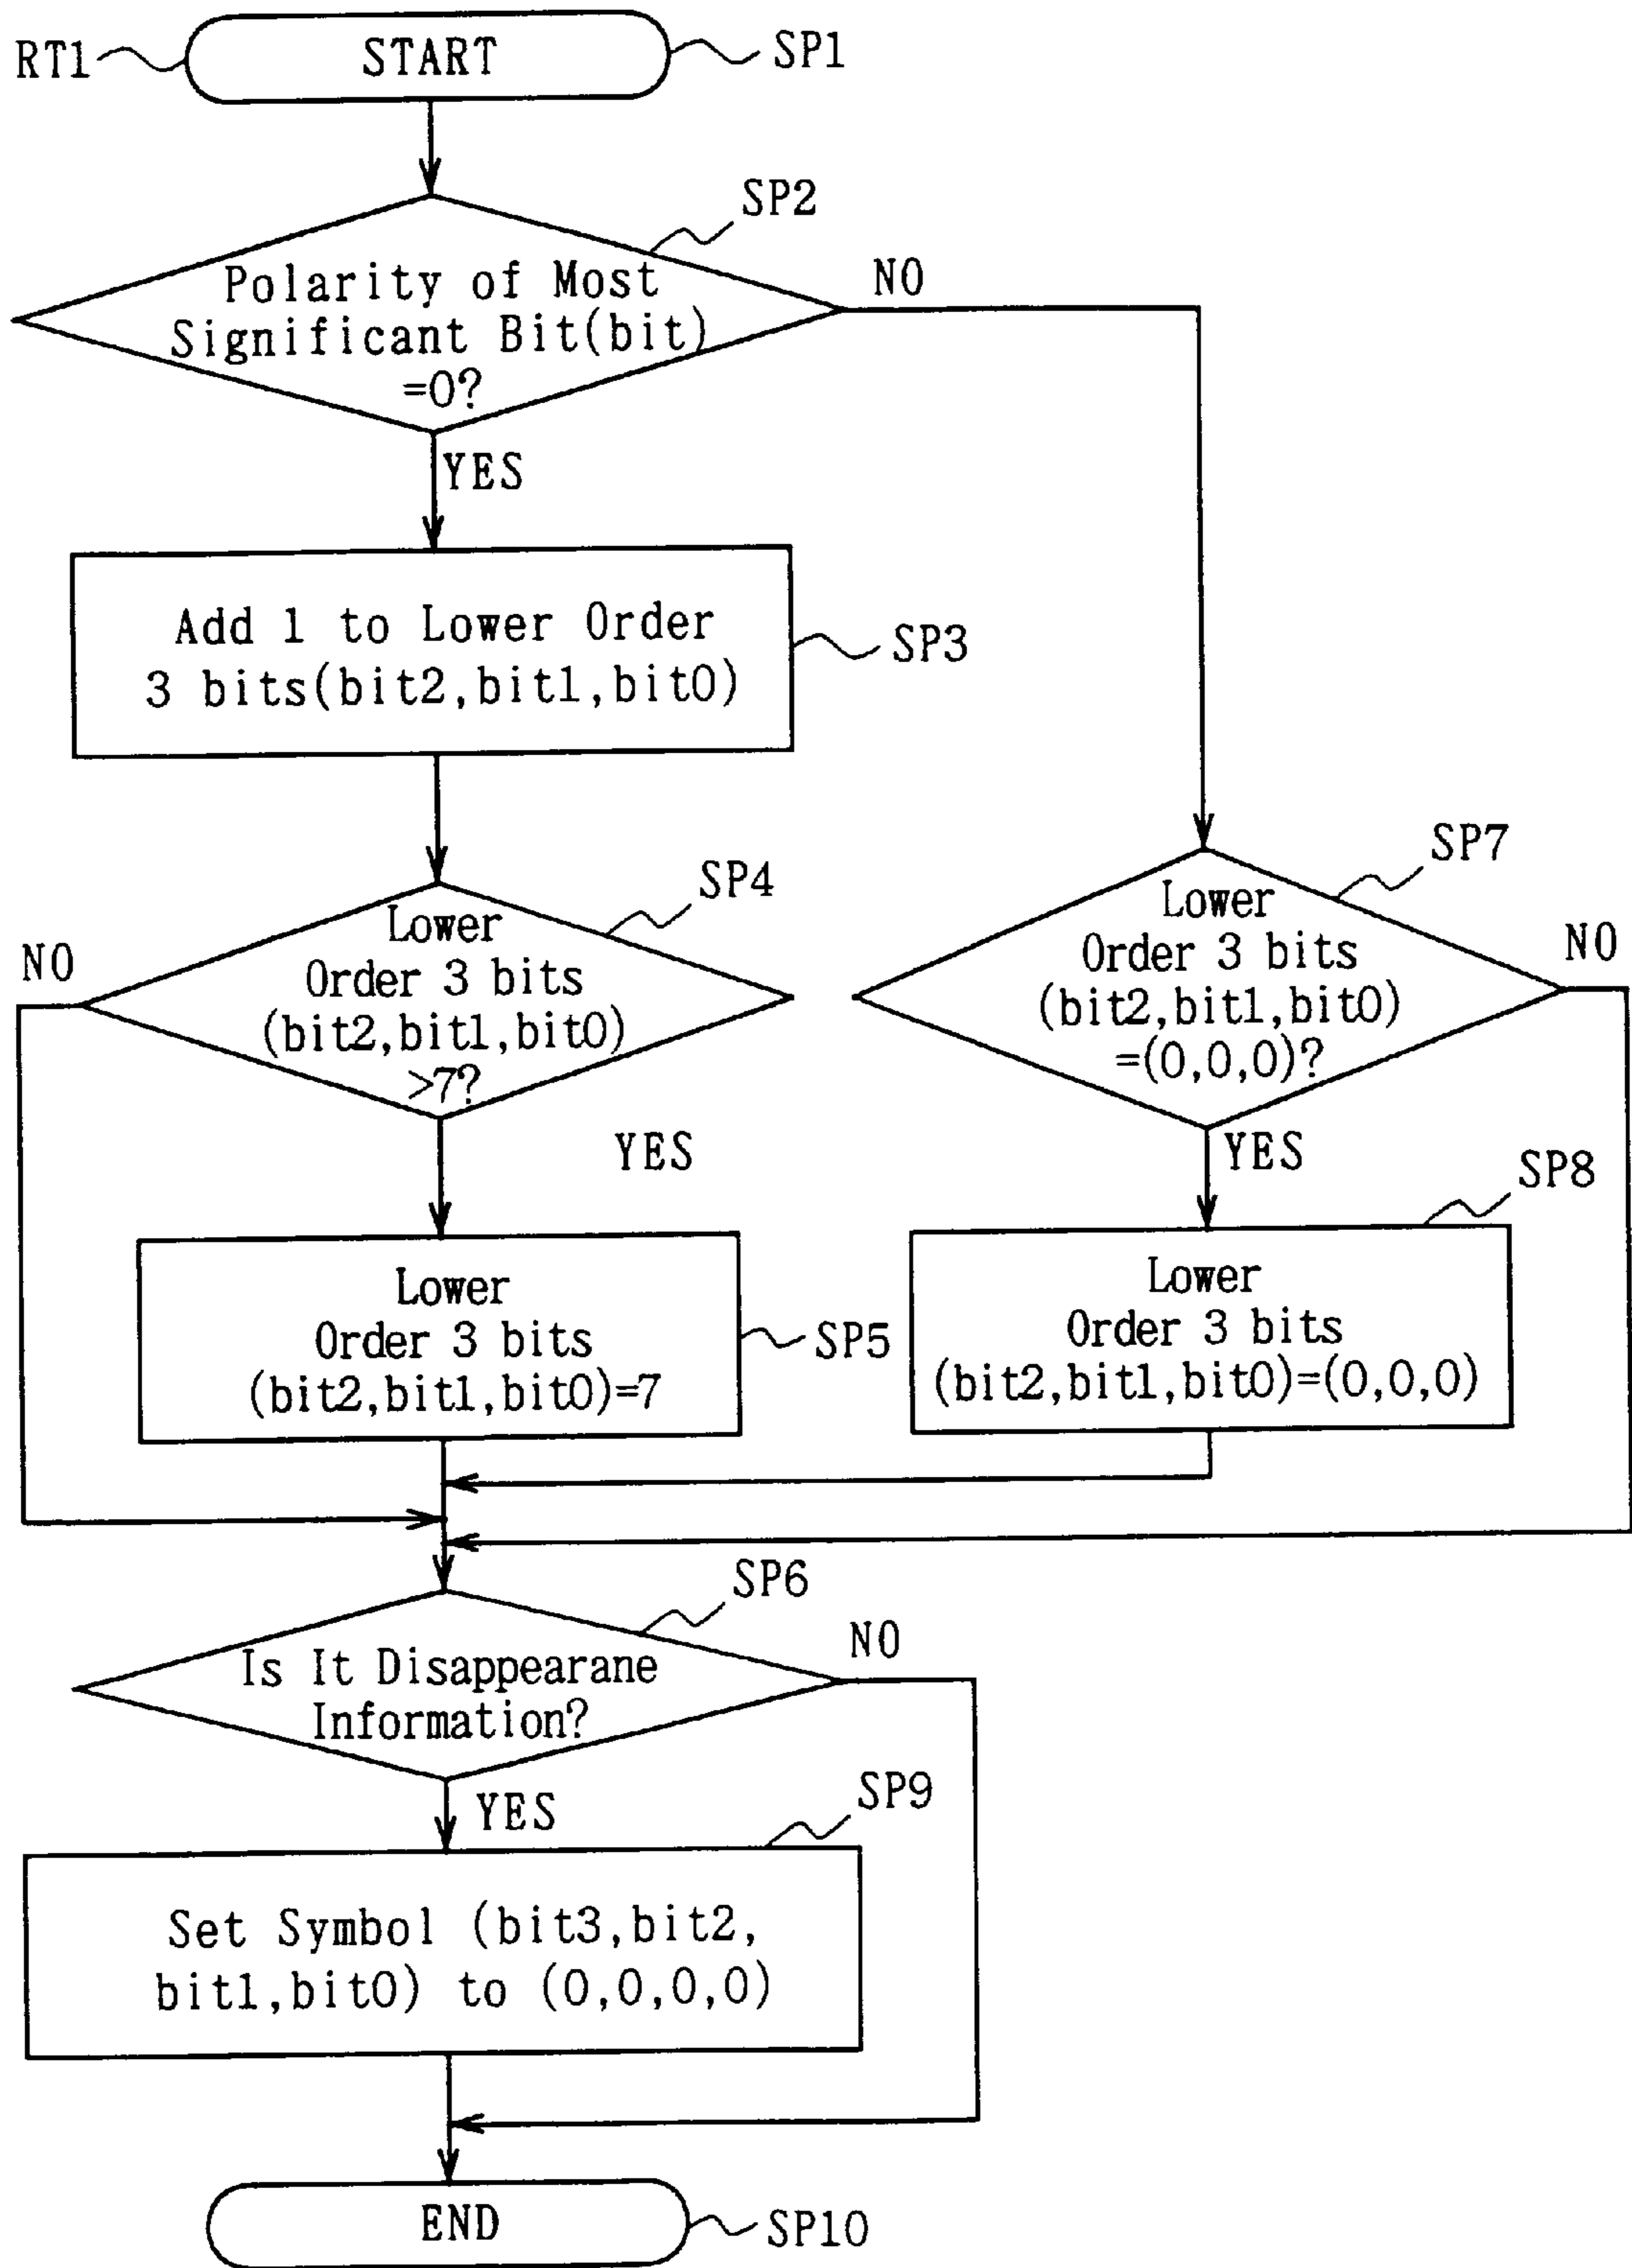 RT1
START
SP1
SP2
Polarity of Most
Significant Bit(bit)
=0?
NO
YES
Add 1 to Lower Order
3 bits(bit2,bit1,bit0)
SP3
SP4
Lower
Order 3 bits
(bit2,bit1,bit0)
>7?
NO
YES
SP7
Lower
Order 3 bits
(bit2,bit1,bit0)
=(0,0,0)?
NO
YES
Lower
Order 3 bits
(bit2,bit1,bit0)=7
SP5
SP8
Lower
Order 3 bits
(bit2,bit1,bit0)=(0,0,0)
SP6
Is It Disappearane
Information?
NO
YES
SP9
Set Symbol (bit3,bit2,
bit1,bit0) to (0,0,0,0)
END
SP10